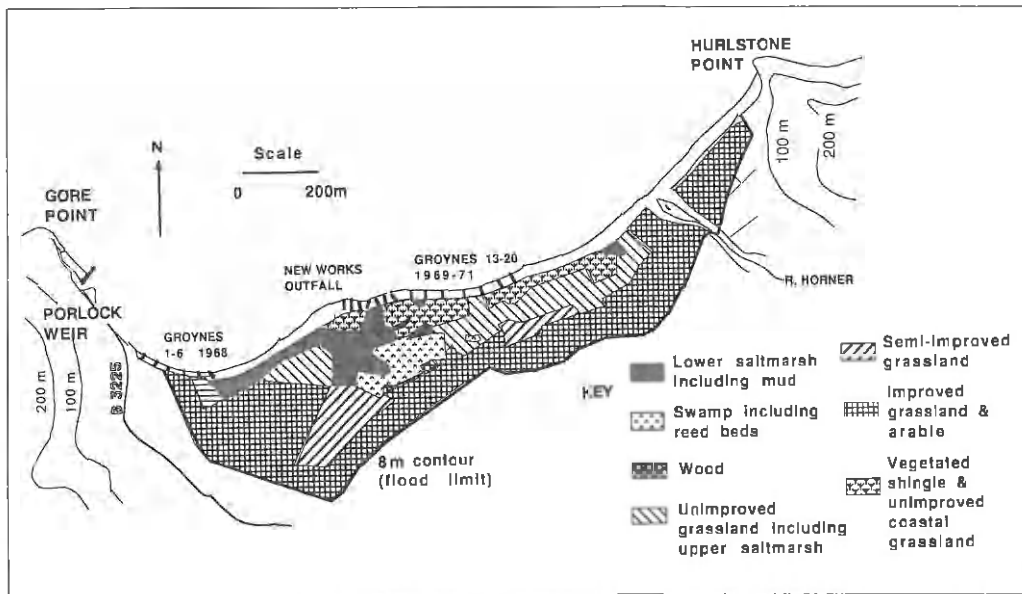 HURLSTONE
POINT
N
Scale
0 200m
GORE
POINT
100 m
200 m
NEW WORKS
OUTFALL
GROYNES 13-20
1969-71
R. HORNER
PORLOCK
WEIR
GROYNES
1-6 1968
200 m
100 m
B 3225
8m contour
(flood limit)
KEY
Lower saltmarsh
including mud
Swamp including
reed beds
Wood
Unimproved
grassland including
upper saltmarsh
Semi-improved
grassland
Improved
grassland &
arable
Vegetated
shingle &
unimproved
coastal
grassland